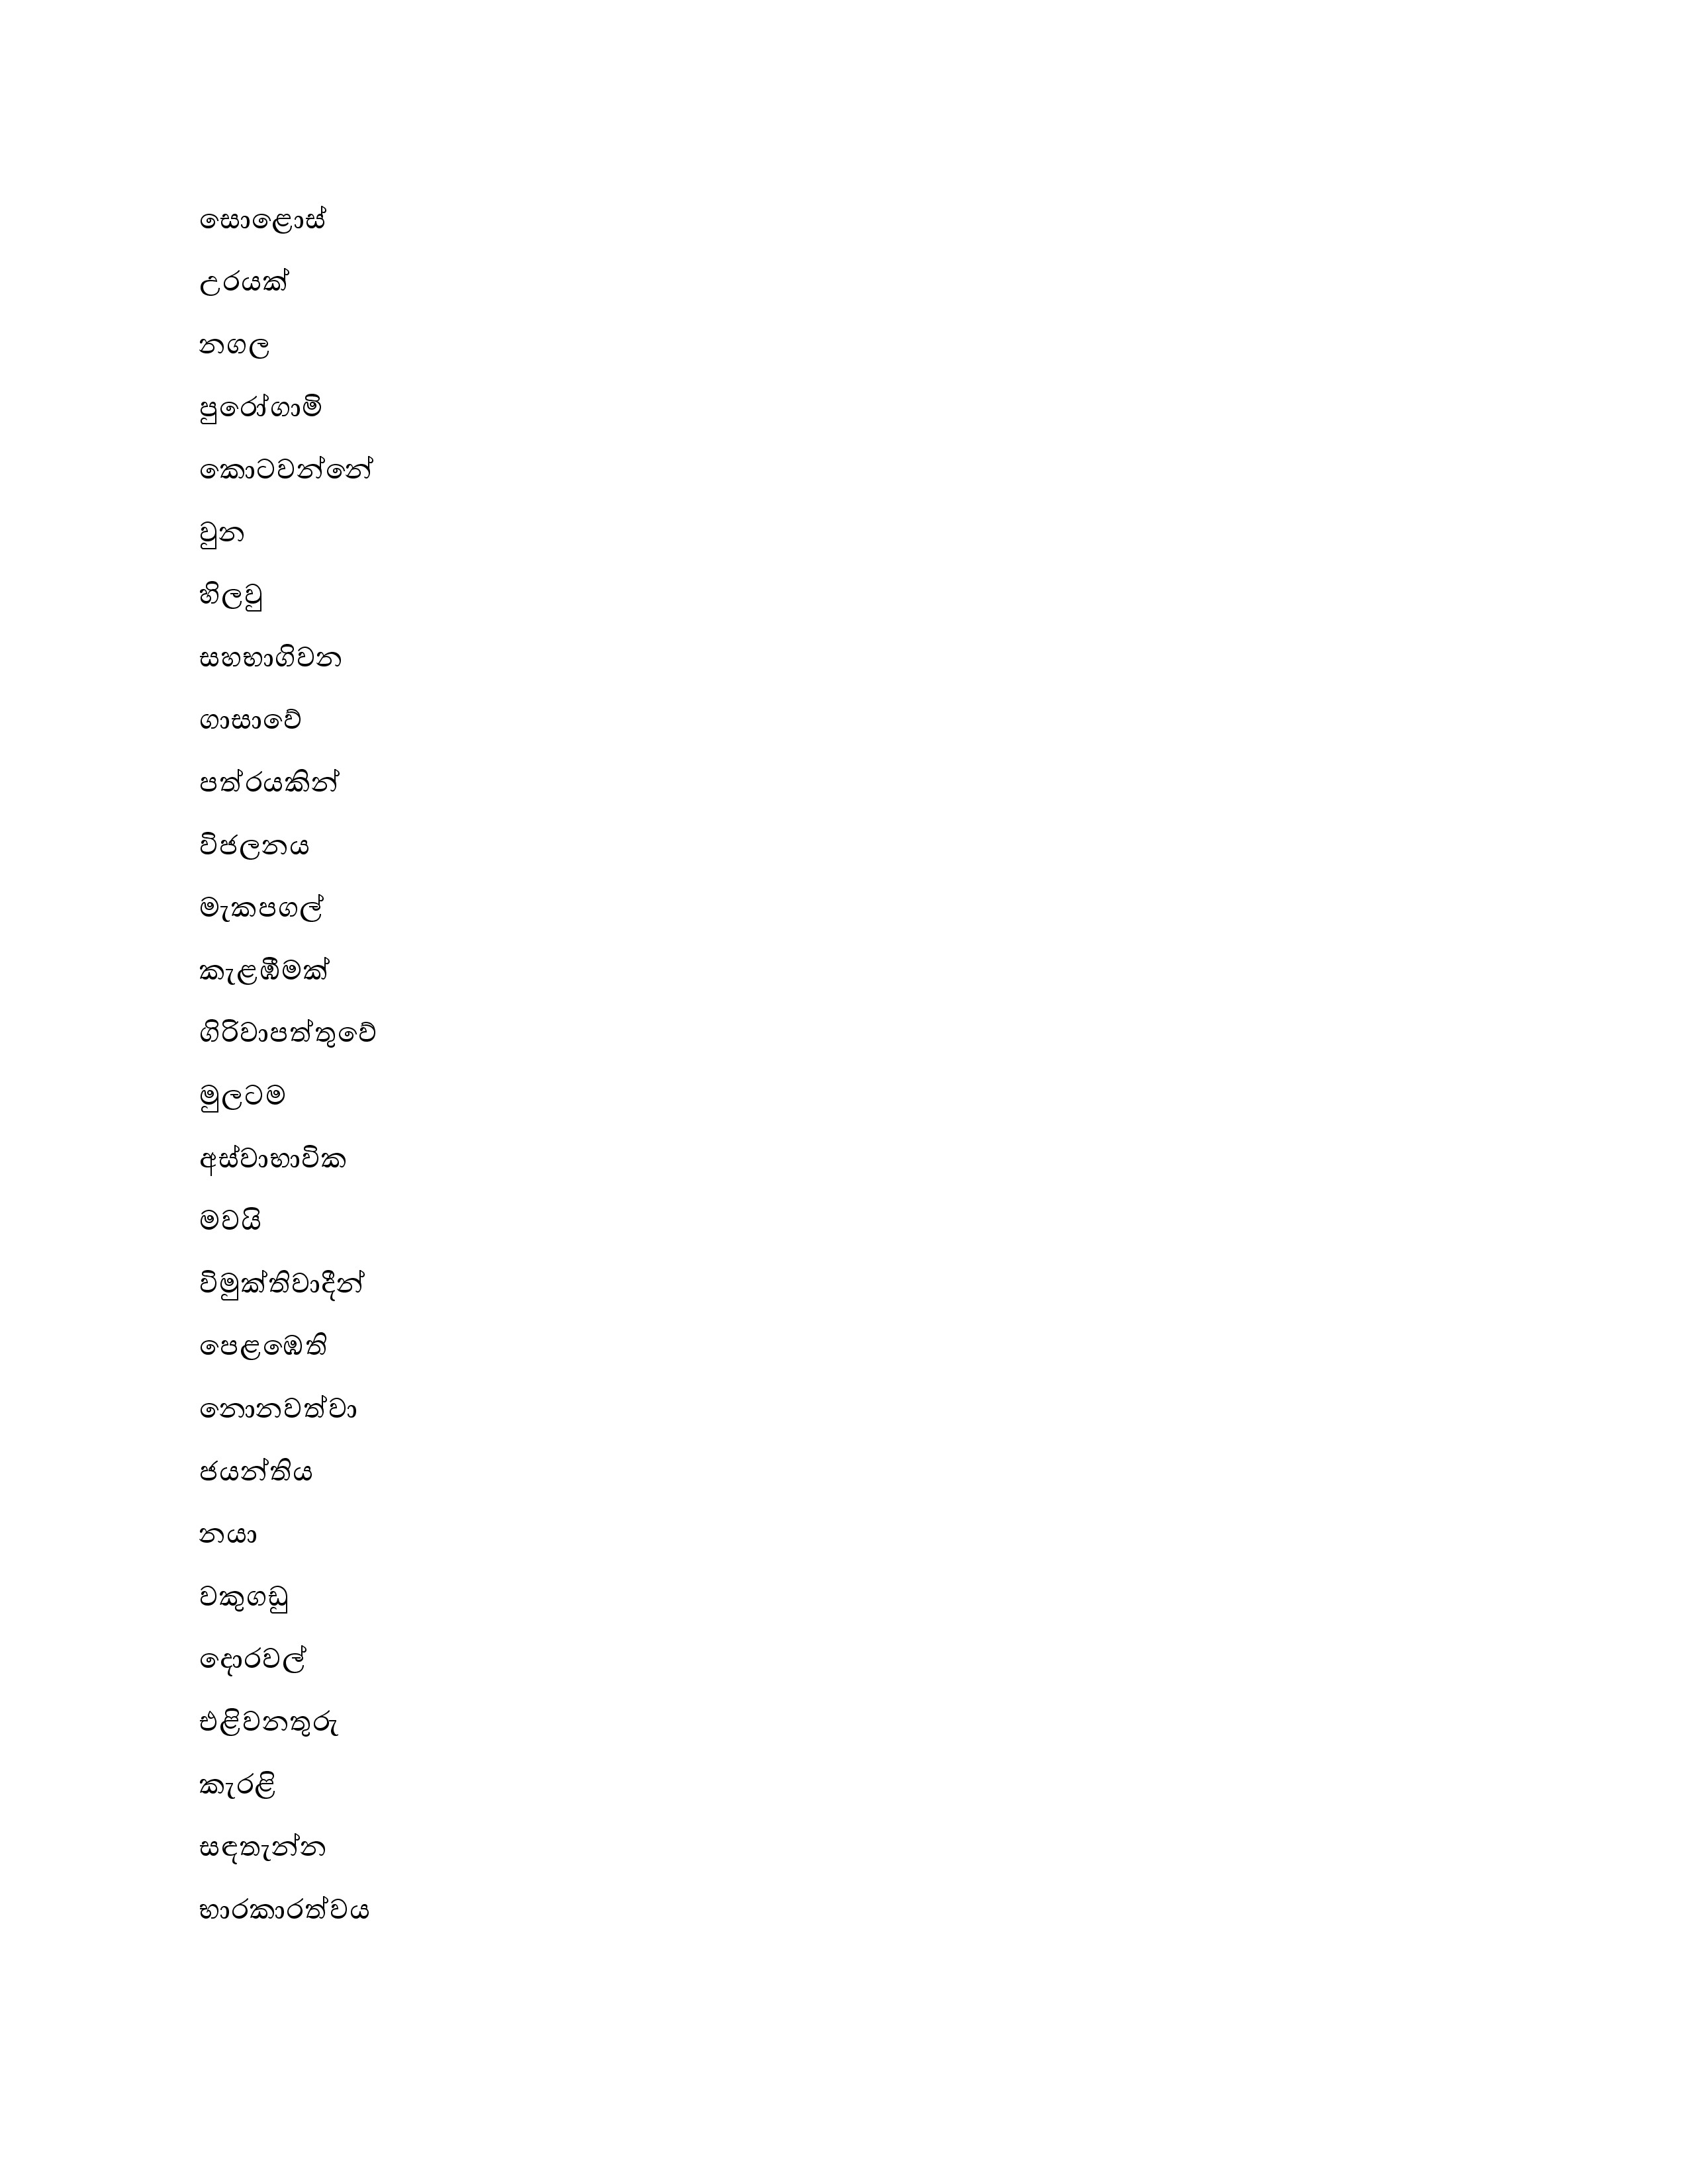 සොළොස්
උරයක්
නගල
පුරෝගාමි
කොටවන්නේ
වුන
හිලවු
සහභාගිවන
ගාසාවේ
පත්රයකින්
විජලනය
මැකපගල්
කැළඹීමක්
ගිරිවාපත්තුවේ
මුලටම
අස්වාභාවික
මවයි
විමුක්තිවාදීන්
පෙළඹෙති
නොනවත්වා
ජයන්තිය
නයා
වකුගඩු
දොරවල්
එළිවනතුරු
කැරළි
සඳතැන්න
භාරකාරත්වය